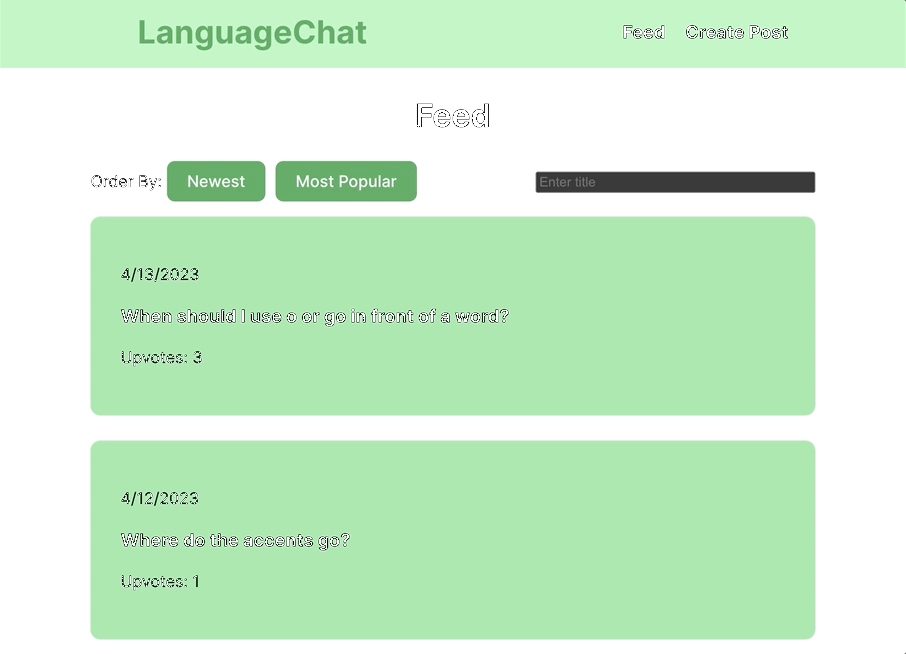 LanguageChat
Feed Create Post
Feed
Order By: Newest Most Popular Enter title
4/13/2023
When should I use o or go in front of a word?
Upvotes: 3
4/12/2023
Where do the accents go?
Upvotes: 1